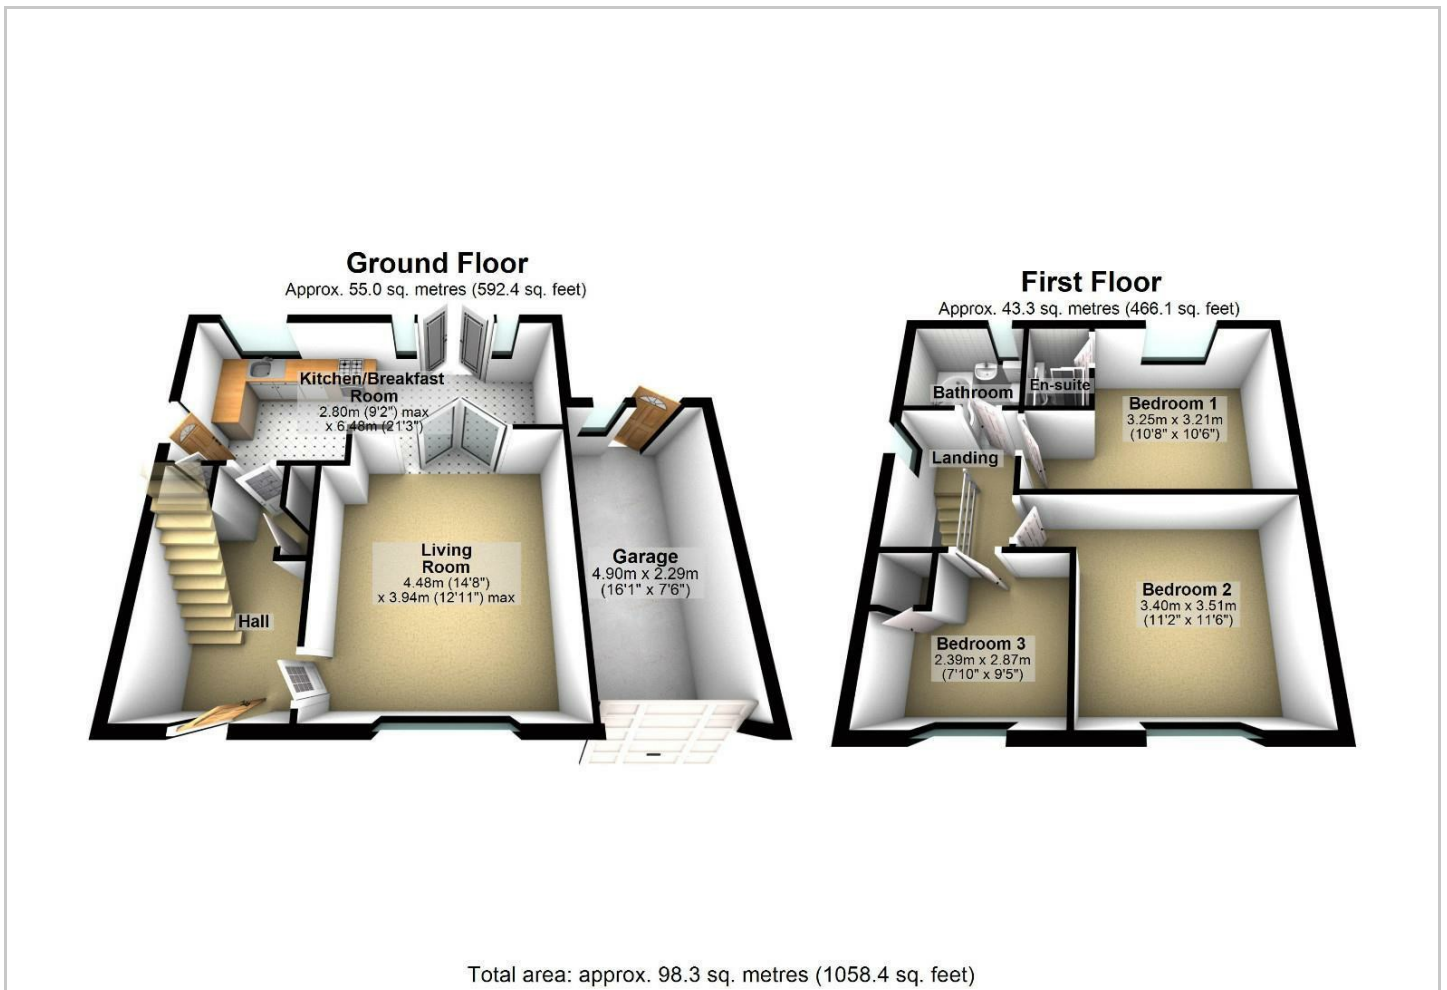 Ground Floor
Approx. 55.0 sq. metres (592.4 sq. feet)
Kitchen/Breakfast
Room
2.80m (9'2") max
x 6.48m (21'3")
Living
Room
4.48m (14'8")
x 3.94m (12'11") max
Hall
Garage
4.90m x 2.29m
(16'1" x 7'6")
First Floor
Approx. 43.3 sq. metres (466.1 sq. feet)
Bathroom
En-suite
Bedroom 1
3.25m x 3.21m
(10'8" x 10'6")
Landing
Bedroom 2
3.40m x 3.51m
(11'2" x 11'6")
Bedroom 3
2.39m x 2.87m
(7'10" x 9'5")
Total area: approx. 98.3 sq. metres (1058.4 sq. feet)